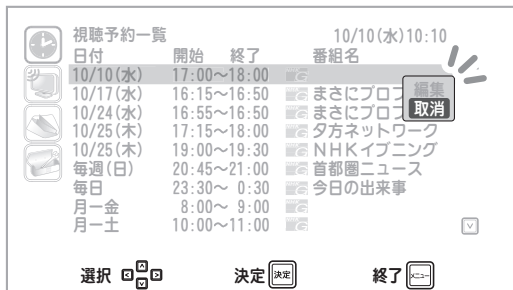 視聴予約一覧 10/10(水)10:10
日付 開始 終了 番組名
10/10(水) 17:00〜18:00 G
10/17(水) 16:15〜16:50 G まさにプロフ
10/24(水) 16:55〜16:50 G まさにプロフ
10/25(木) 17:15〜18:00 G 夕方ネットワーク
10/25(木) 19:00〜19:30 G NHKイブニング
毎週(日) 20:45〜21:00 G 首都圏ニュース
毎日 23:30〜 0:30 G 今日の出来事
月ー金 8:00〜 9:00 G
月ー土 10:00〜11:00 G
編集
取消
選択 決定 決定 終了 メニュー